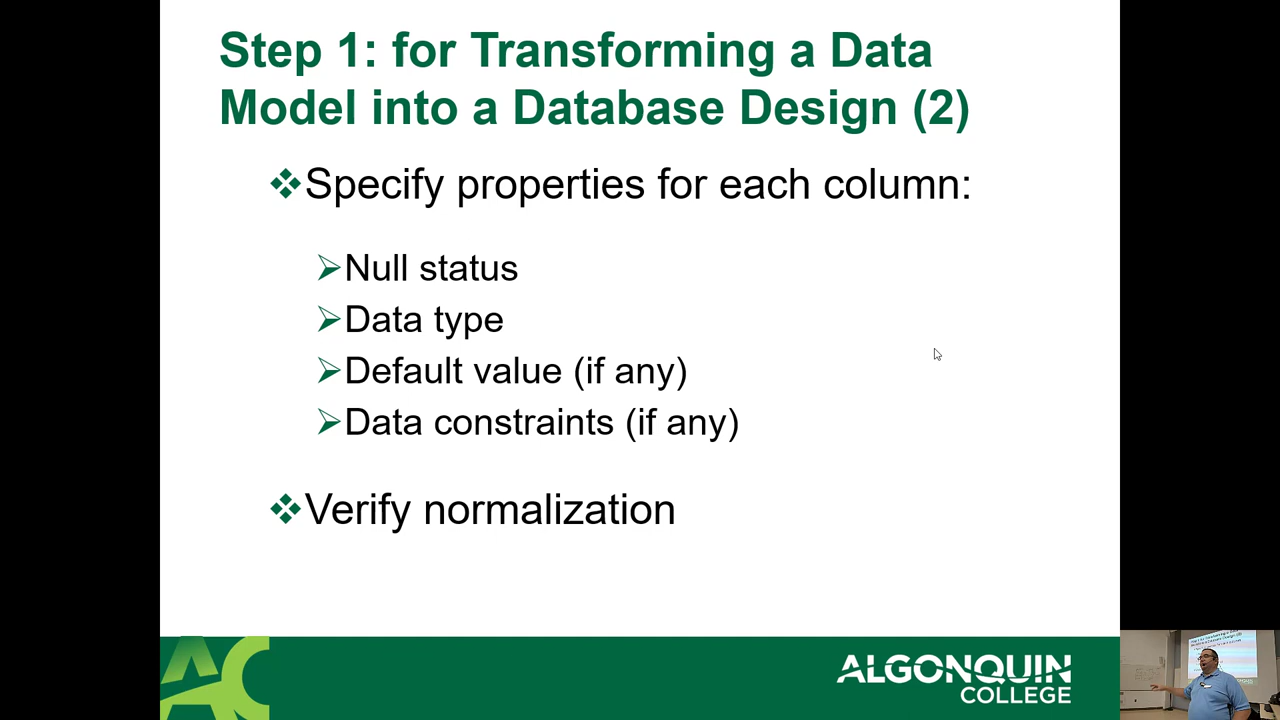 Step 1: for Transforming a Data
Model into a Database Design (2)
❖Specify properties for each column:
➢Null status
➢Data type
➢Default value (if any)
➢Data constraints (if any)
❖Verify normalization
AC
ALGONQUIN
COLLEGE